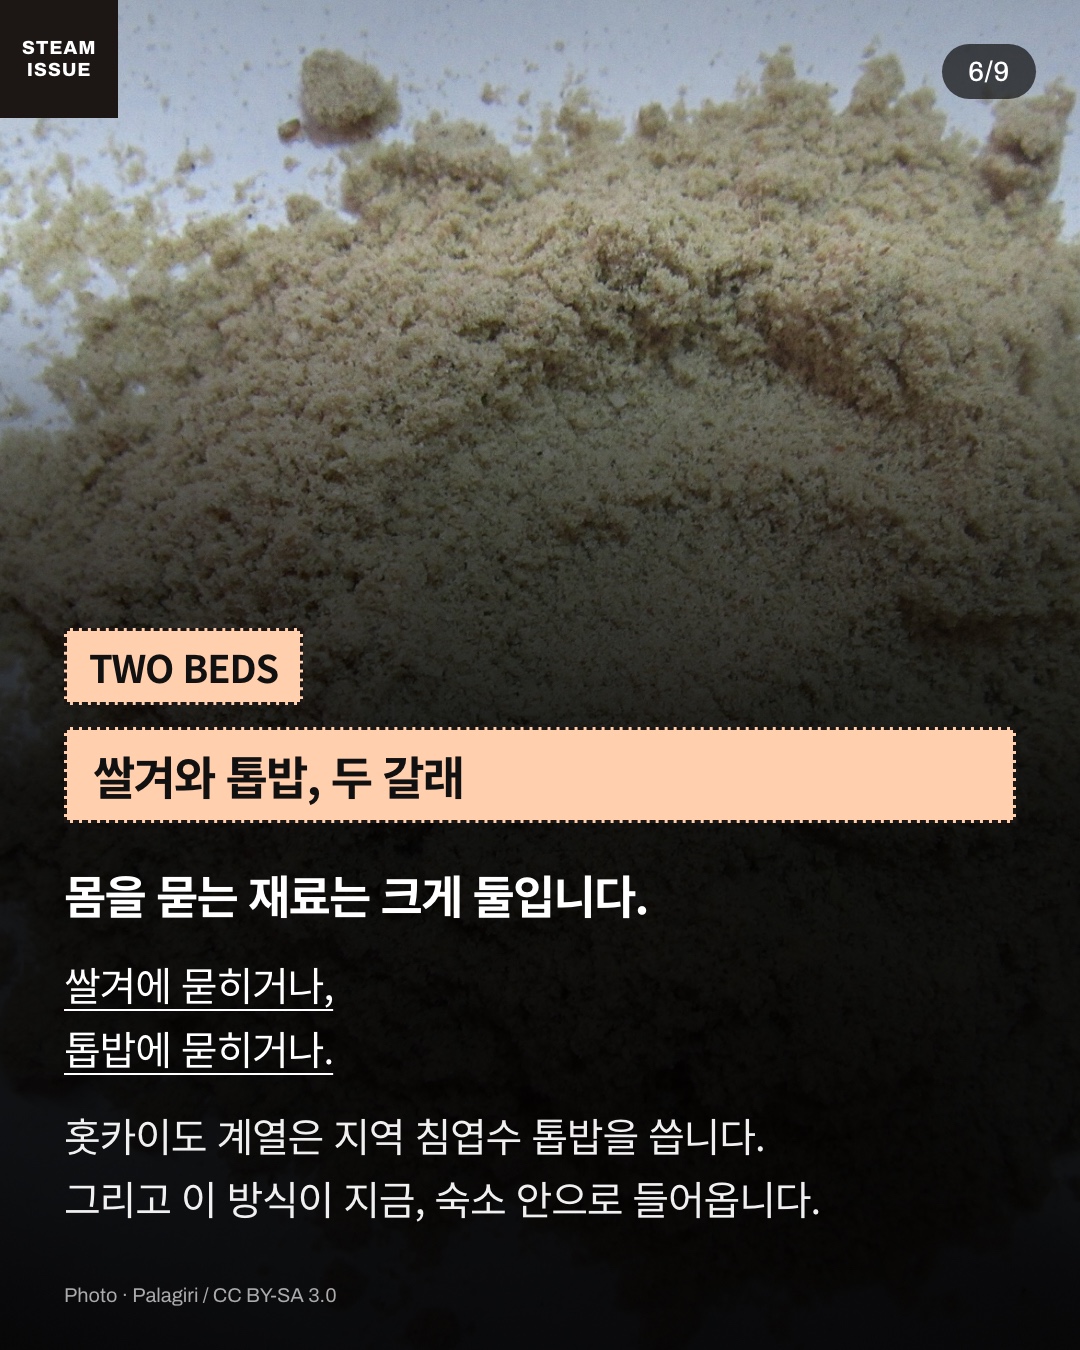 STEAM
ISSUE
6/9
TWO BEDS
쌀겨와 톱밥, 두 갈래
몸을 묻는 재료는 크게 둘입니다.
쌀겨에 묻히거나,
톱밥에 묻히거나.
홋카이도 계열은 지역 침엽수 톱밥을 씁니다.
그리고 이 방식이 지금, 숙소 안으로 들어옵니다.
Photo · Palagiri / CC BY-SA 3.0